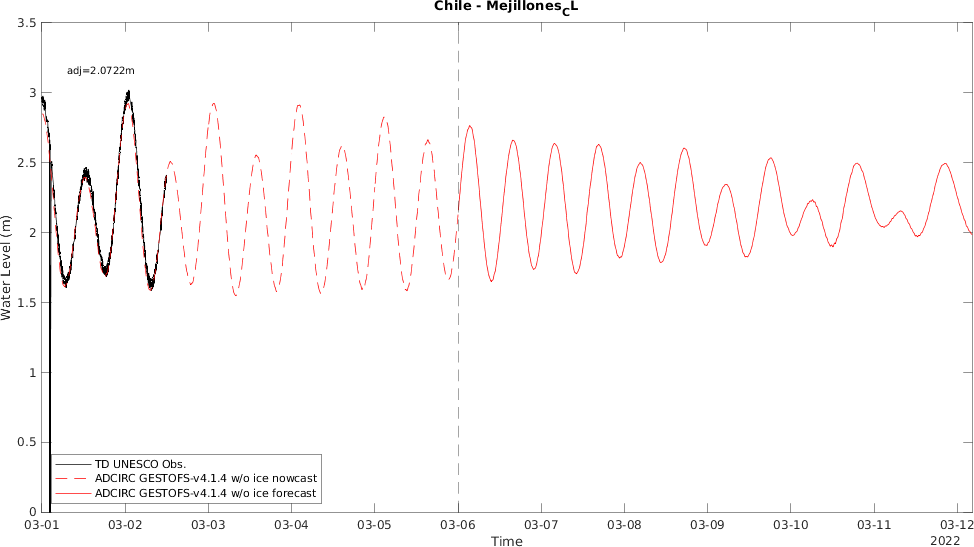 Chile - Mejillones_CL
adj=2.0722m
3.5
3
2.5
2
1.5
1
0.5
0
Water Level (m)
TD UNESCO Obs.
ADCIRC GESTOFS-v4.1.4 w/o ice nowcast
ADCIRC GESTOFS-v4.1.4 w/o ice forecast
03-01 03-02 03-03 03-04 03-05 03-06 03-07 03-08 03-09 03-10 03-11 03-12
Time
2022